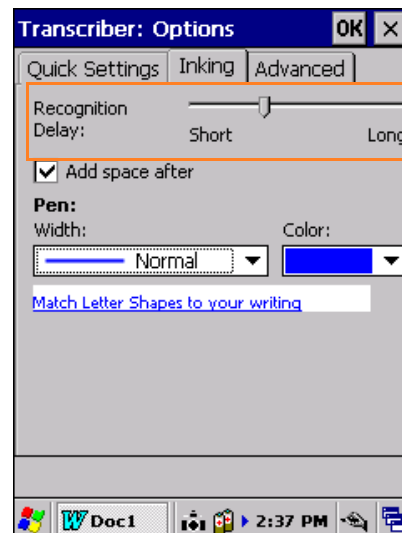 Transcriber: Options OK
Quick Settings Inking Advanced
Recognition
Delay:
Short Long
Add space after
Pen:
Width: Color:
Normal
Match Letter Shapes to your writing
Doc1 2:37 PM